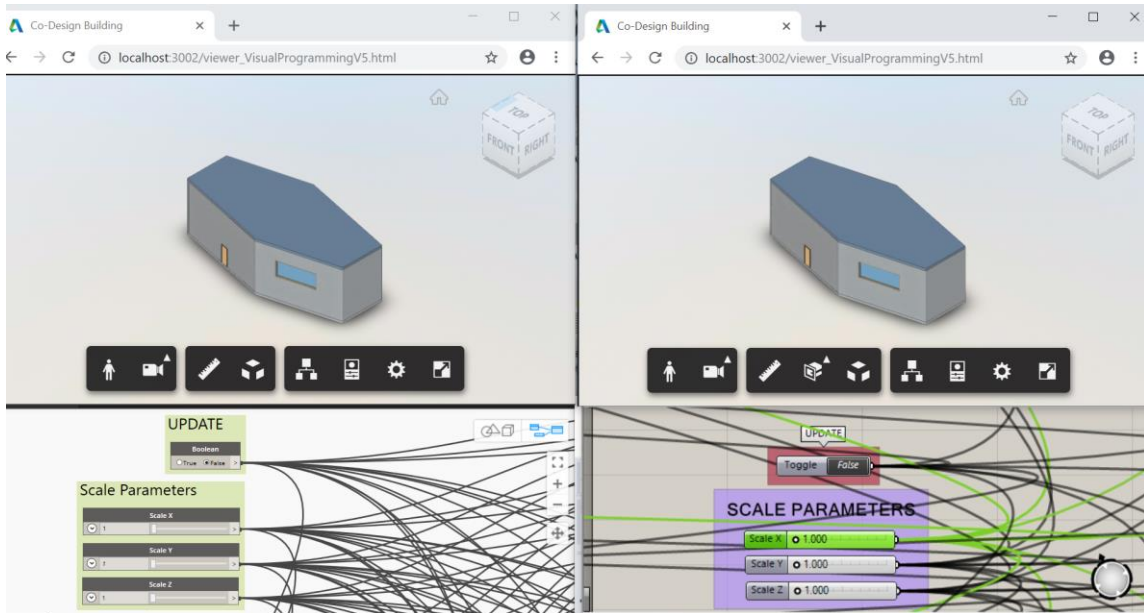 Co-Design Building
localhost:3002/viewer_VisualProgrammingV5.html
TOP
FRONT RIGHT
UPDATE
Boolean
True False >
Scale Parameters
Scale X
1 >
Scale Y
1 >
Scale Z
1 >
Co-Design Building
localhost:3002/viewer_VisualProgrammingV5.html
TOP
FRONT RIGHT
UPDATE
Toggle False
SCALE PARAMETERS
Scale X 1.000
Scale Y 1.000
Scale Z 1.000